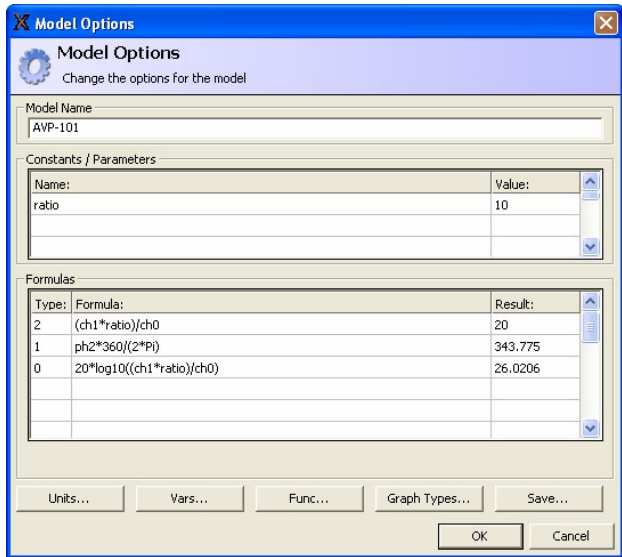 Model Options
Model Options
Change the options for the model
Model Name
AVP-101
Constants / Parameters
Name: Value:
ratio 10
Formulas
Type: Formula: Result:
2 (ch1*ratio)/ch0 20
1 ph2*360/(2*Pi) 343.775
0 20*log10((ch1*ratio)/ch0) 26.0206
Units... Vars... Func... Graph Types... Save...
OK Cancel